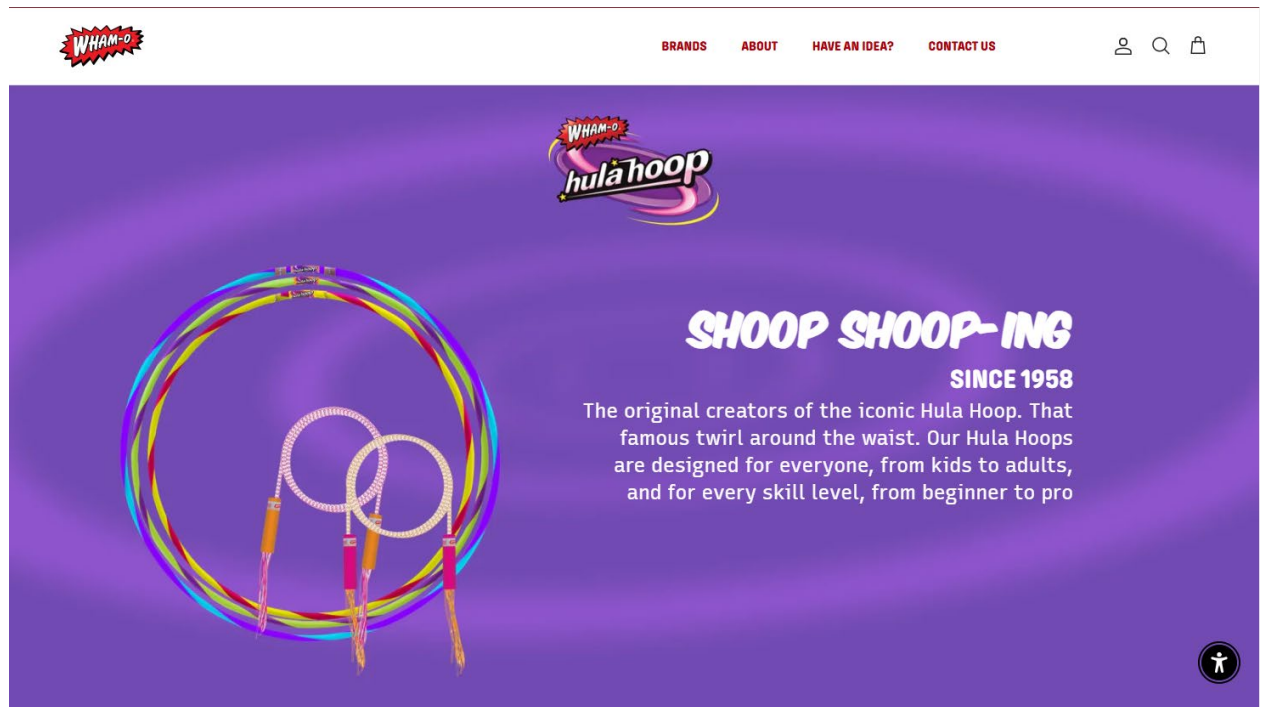 WHAM-O
BRANDS ABOUT HAVE AN IDEA? CONTACT US
WHAM-O
hula hoop
SHOOP SHOOP-ING
SINCE 1958
The original creators of the iconic Hula Hoop. That
famous twirl around the waist. Our Hula Hoops
are designed for everyone, from kids to adults,
and for every skill level, from beginner to pro